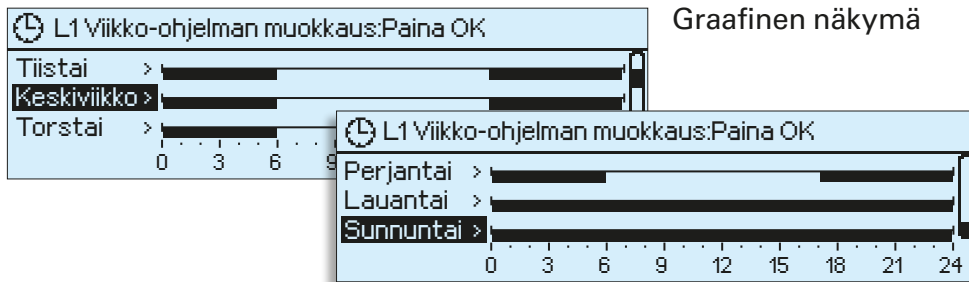 Graafinen näkymä
L1 Viikko-ohjelman muokkaus:Paina OK
Tiistai >
Keskiviikko >
Torstai >
0 3 6 9
L1 Viikko-ohjelman muokkaus:Paina OK
Perjantai >
Lauantai >
Sunnuntai >
0 3 6 9 12 15 18 21 24